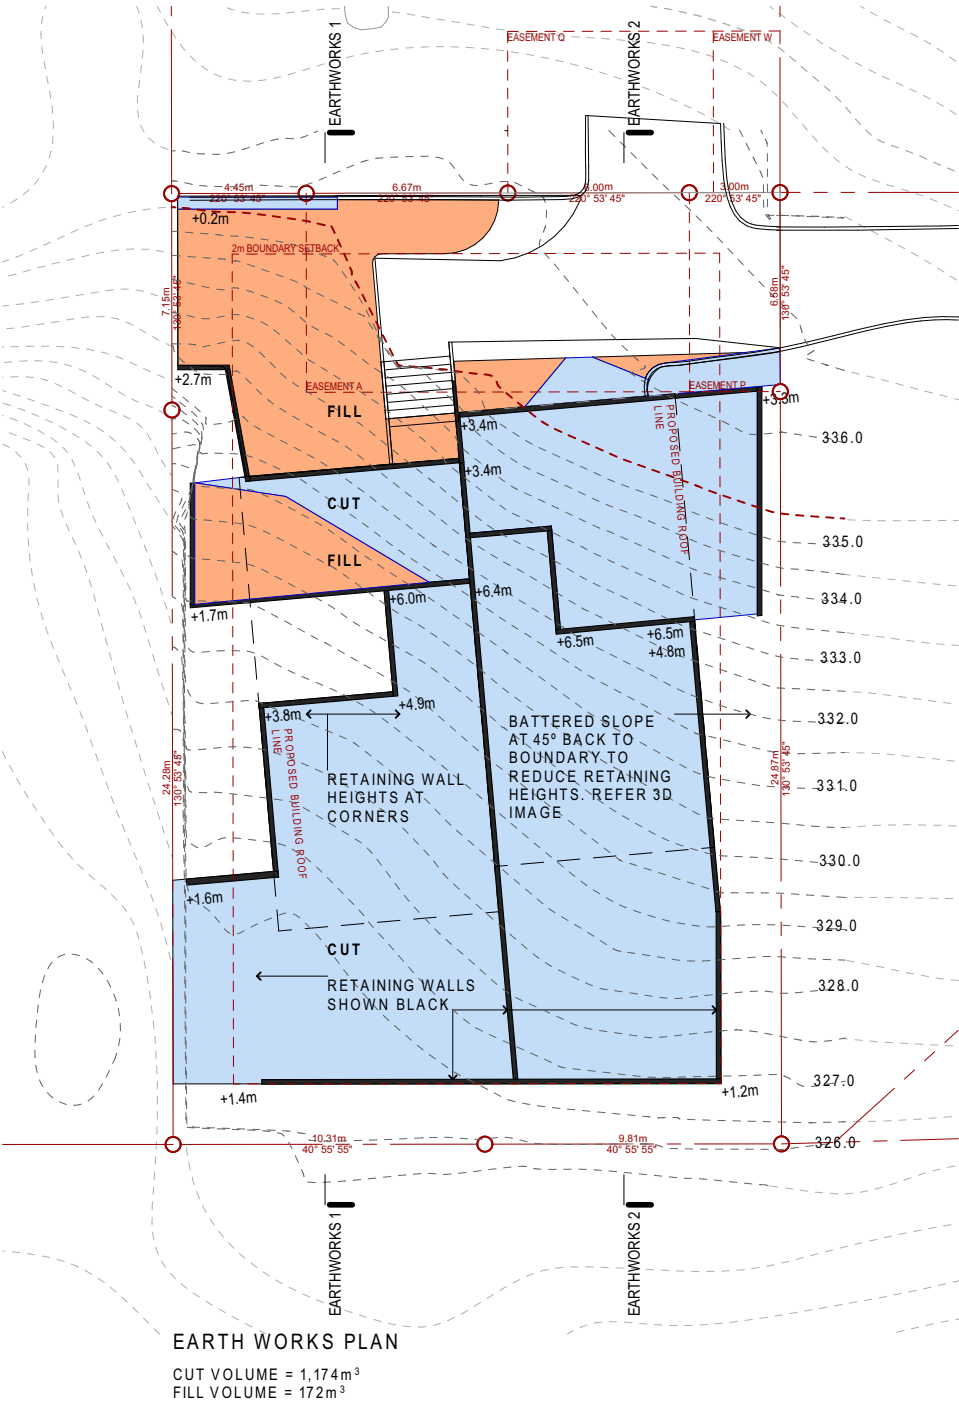 EARTHWORKS 1
EARTHWORKS 2
EASEMENT Q
EASEMENT W
4.45m
220° 53' 45"
6.67m
220° 53' 45"
6.00m
220° 53' 45"
3.00m
220° 53' 45"
+0.2m
2m BOUNDARY SETBACK
7.15m
130° 53' 45"
6.58m
130° 53' 45"
+2.7m
EASEMENT A
EASEMENT P
+3.3m
FILL
+3.4m
PROPOSED BUILDING ROOF
LINE
336.0
+3.4m
CUT
335.0
FILL
334.0
+1.7m
+6.0m
+6.4m
+6.5m
+6.5m
+4.8m
333.0
+3.8m
+4.9m
332.0
PROPOSED BUILDING ROOF
LINE
BATTERED SLOPE
AT 45º BACK TO
BOUNDARY TO
REDUCE RETAINING
HEIGHTS. REFER 3D
IMAGE
RETAINING WALL
HEIGHTS AT
CORNERS
24.28m
130° 53' 45"
24.87m
130° 53' 45"
331.0
330.0
+1.6m
329.0
CUT
RETAINING WALLS
SHOWN BLACK
328.0
327.0
+1.4m
+1.2m
10.31m
40° 55' 55"
9.81m
40° 55' 55"
326.0
EARTHWORKS 1
EARTHWORKS 2
EARTH WORKS PLAN
CUT VOLUME = 1,174m³
FILL VOLUME = 172m³